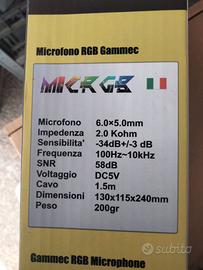 Microfono RGB Gammec
MICRGB
Microfono 6.0×5.0mm
Impedenza 2.0 Kohm
Sensibilita' -34dB+/-3 dB
Frequenza 100Hz~10kHz
SNR 58dB
Voltaggio DC5V
Cavo 1.5m
Dimensioni 130x115x240mm
Peso 200gr
Gammec RGB Microphone
subito